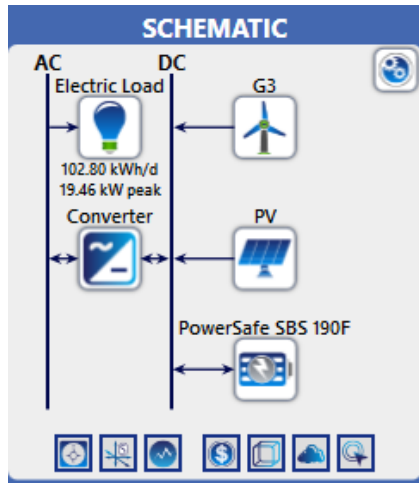 SCHEMATIC
AC DC
Electric Load G3
102.80 kWh/d
19.46 kW peak
Converter PV
PowerSafe SBS 190F